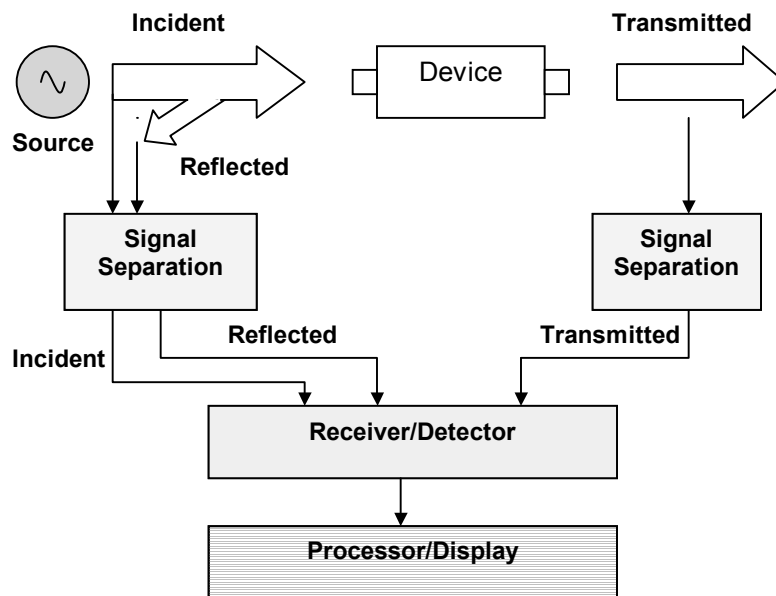 Incident
Transmitted
Device
Source
Reflected
Signal
Separation
Signal
Separation
Reflected
Transmitted
Incident
Receiver/Detector
Processor/Display